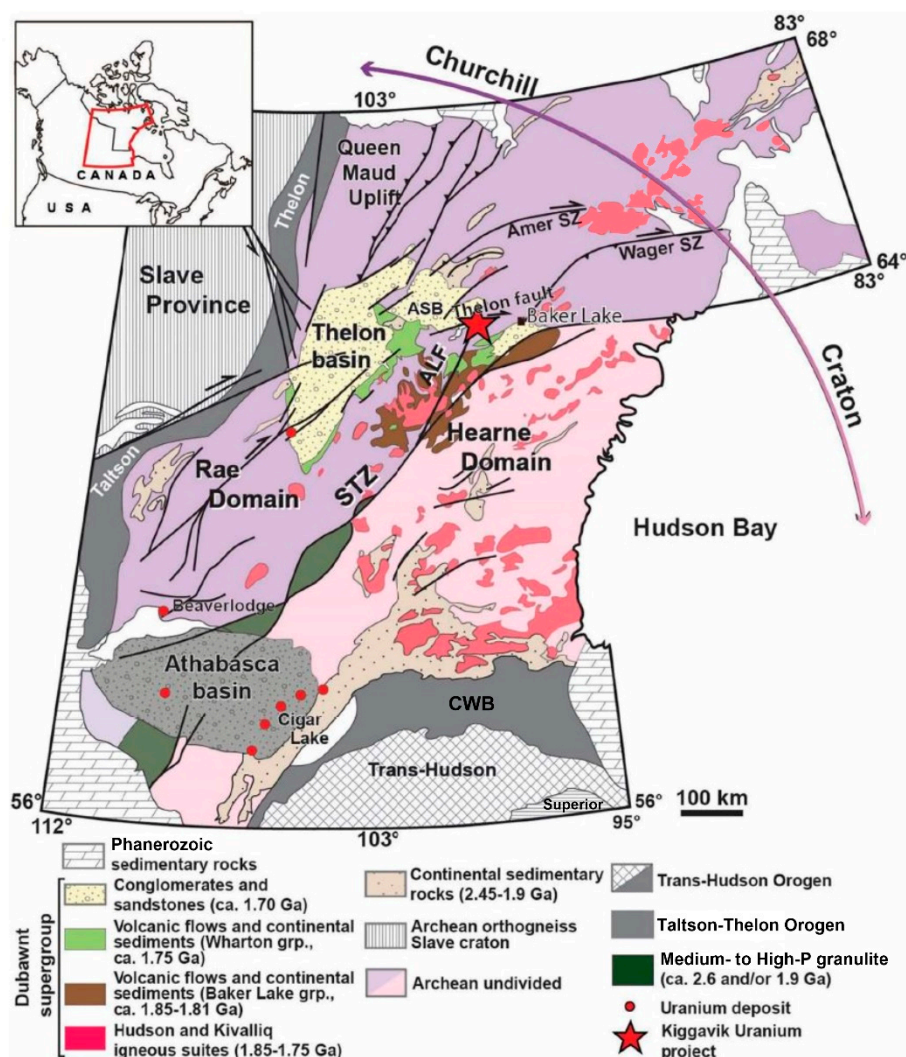 83°
68°
Churchill
103°
CANADA
USA
Queen
Maud
Uplift
Thelon
Amer SZ
Wager SZ
64°
83°
Slave
Province
ASB
Thelon fault
Baker Lake
Thelon
basin
ALF
Craton
Hearne
Domain
Rae
Domain
STZ
Taltson
Hudson Bay
Beaverlodge
Athabasca
basin
Cigar
Lake
CWB
Trans-Hudson
Superior
56°
56°
100 km
112°
103°
95°
Phanerozoic
sedimentary rocks
Dubawnt
supergroup
Conglomerates and
sandstones (ca. 1.70 Ga)
Volcanic flows and continental
sediments (Wharton grp.,
ca. 1.75 Ga)
Volcanic flows and continental
sediments (Baker Lake grp.,
ca. 1.85-1.81 Ga)
Hudson and Kivalliq
igneous suites (1.85-1.75 Ga)
Continental sedimentary
rocks (2.45-1.9 Ga)
Archean orthogneiss
Slave craton
Archean undivided
Trans-Hudson Orogen
Taltson-Thelon Orogen
Medium- to High-P granulite
(ca. 2.6 and/or 1.9 Ga)
Uranium deposit
Kiggavik Uranium
project